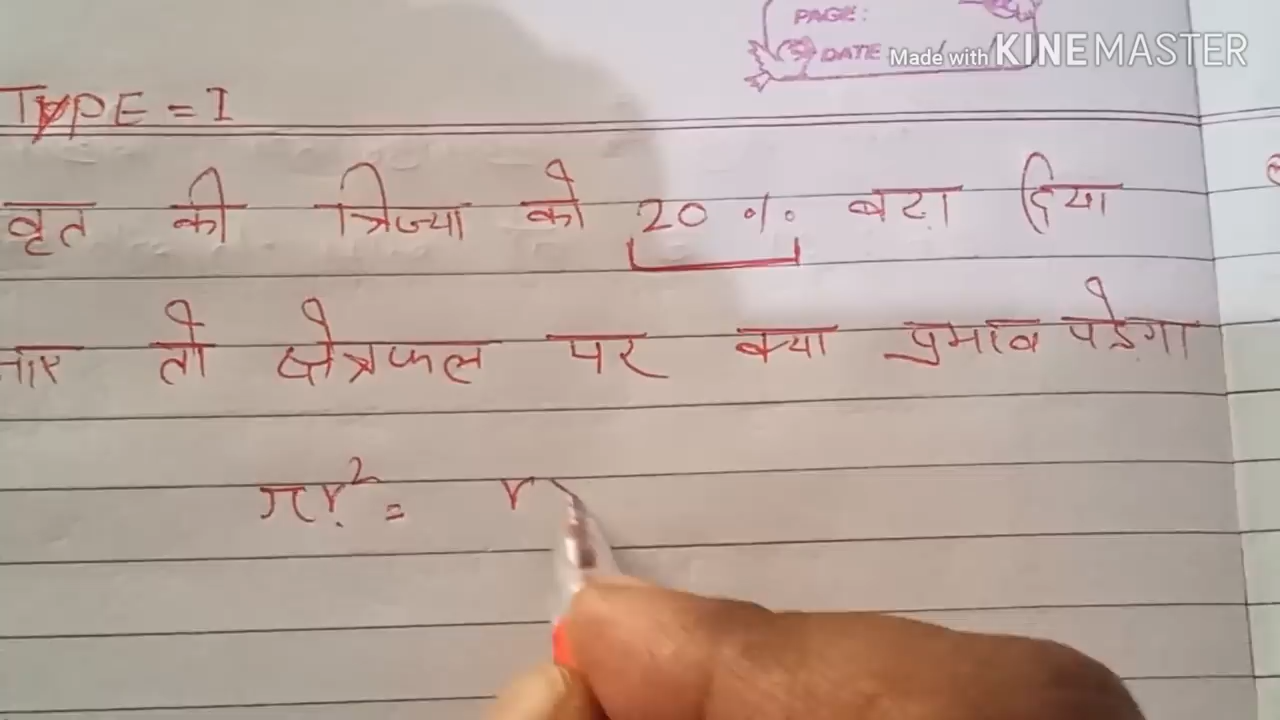 PAGE:
DATE
Made with KINEMASTER
TYPE = I
वृत की त्रिज्या को 20 % बढ़ा दिया
जाए तो क्षेत्रफल पर क्या प्रभाव पड़ेगा
πr² = r